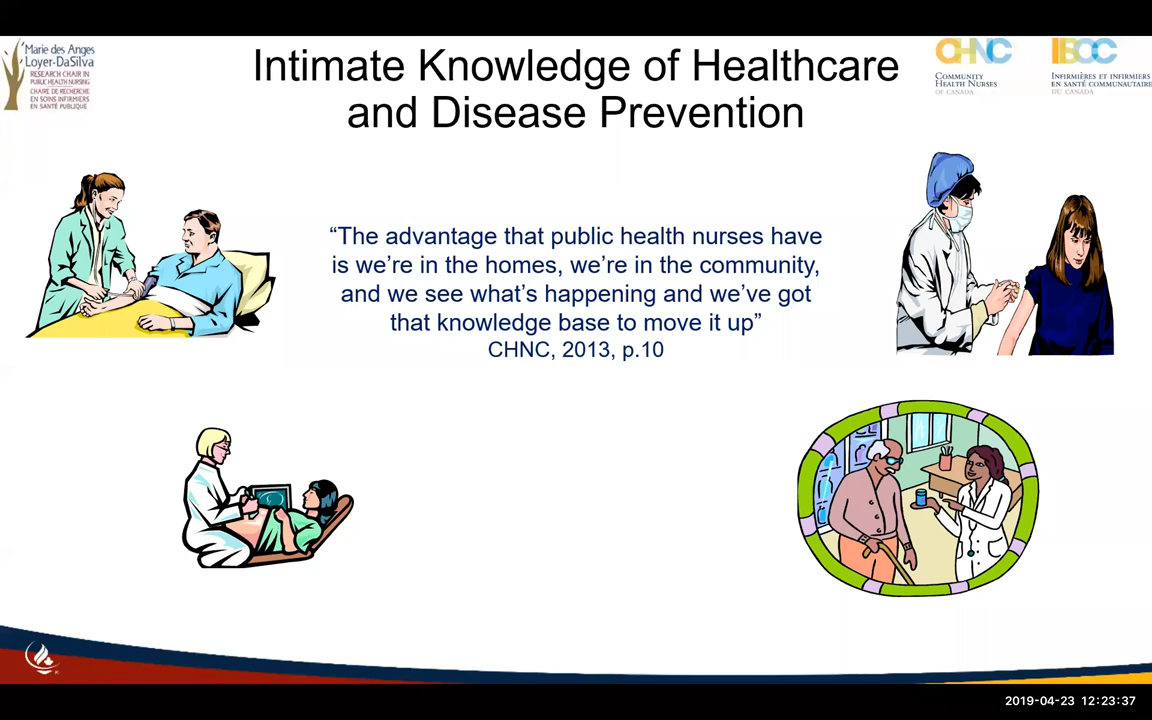 Marie des Anges
Loyer-DaSilva
RESEARCH CHAIR IN
PUBLIC HEALTH NURSING
CHAIRE DE RECHERCHE
EN SOINS INFIRMIERS
EN SANTÉ PUBLIQUE
Intimate Knowledge of Healthcare
and Disease Prevention
CHNC
COMMUNITY
HEALTH NURSES
OF CANADA
IISCC
INFIRMIÈRES ET INFIRMIERS
EN SANTÉ COMMUNAUTAIRE
DU CANADA
“The advantage that public health nurses have
is we’re in the homes, we’re in the community,
and we see what’s happening and we’ve got
that knowledge base to move it up”
CHNC, 2013, p.10
2019-04-23 12:23:37